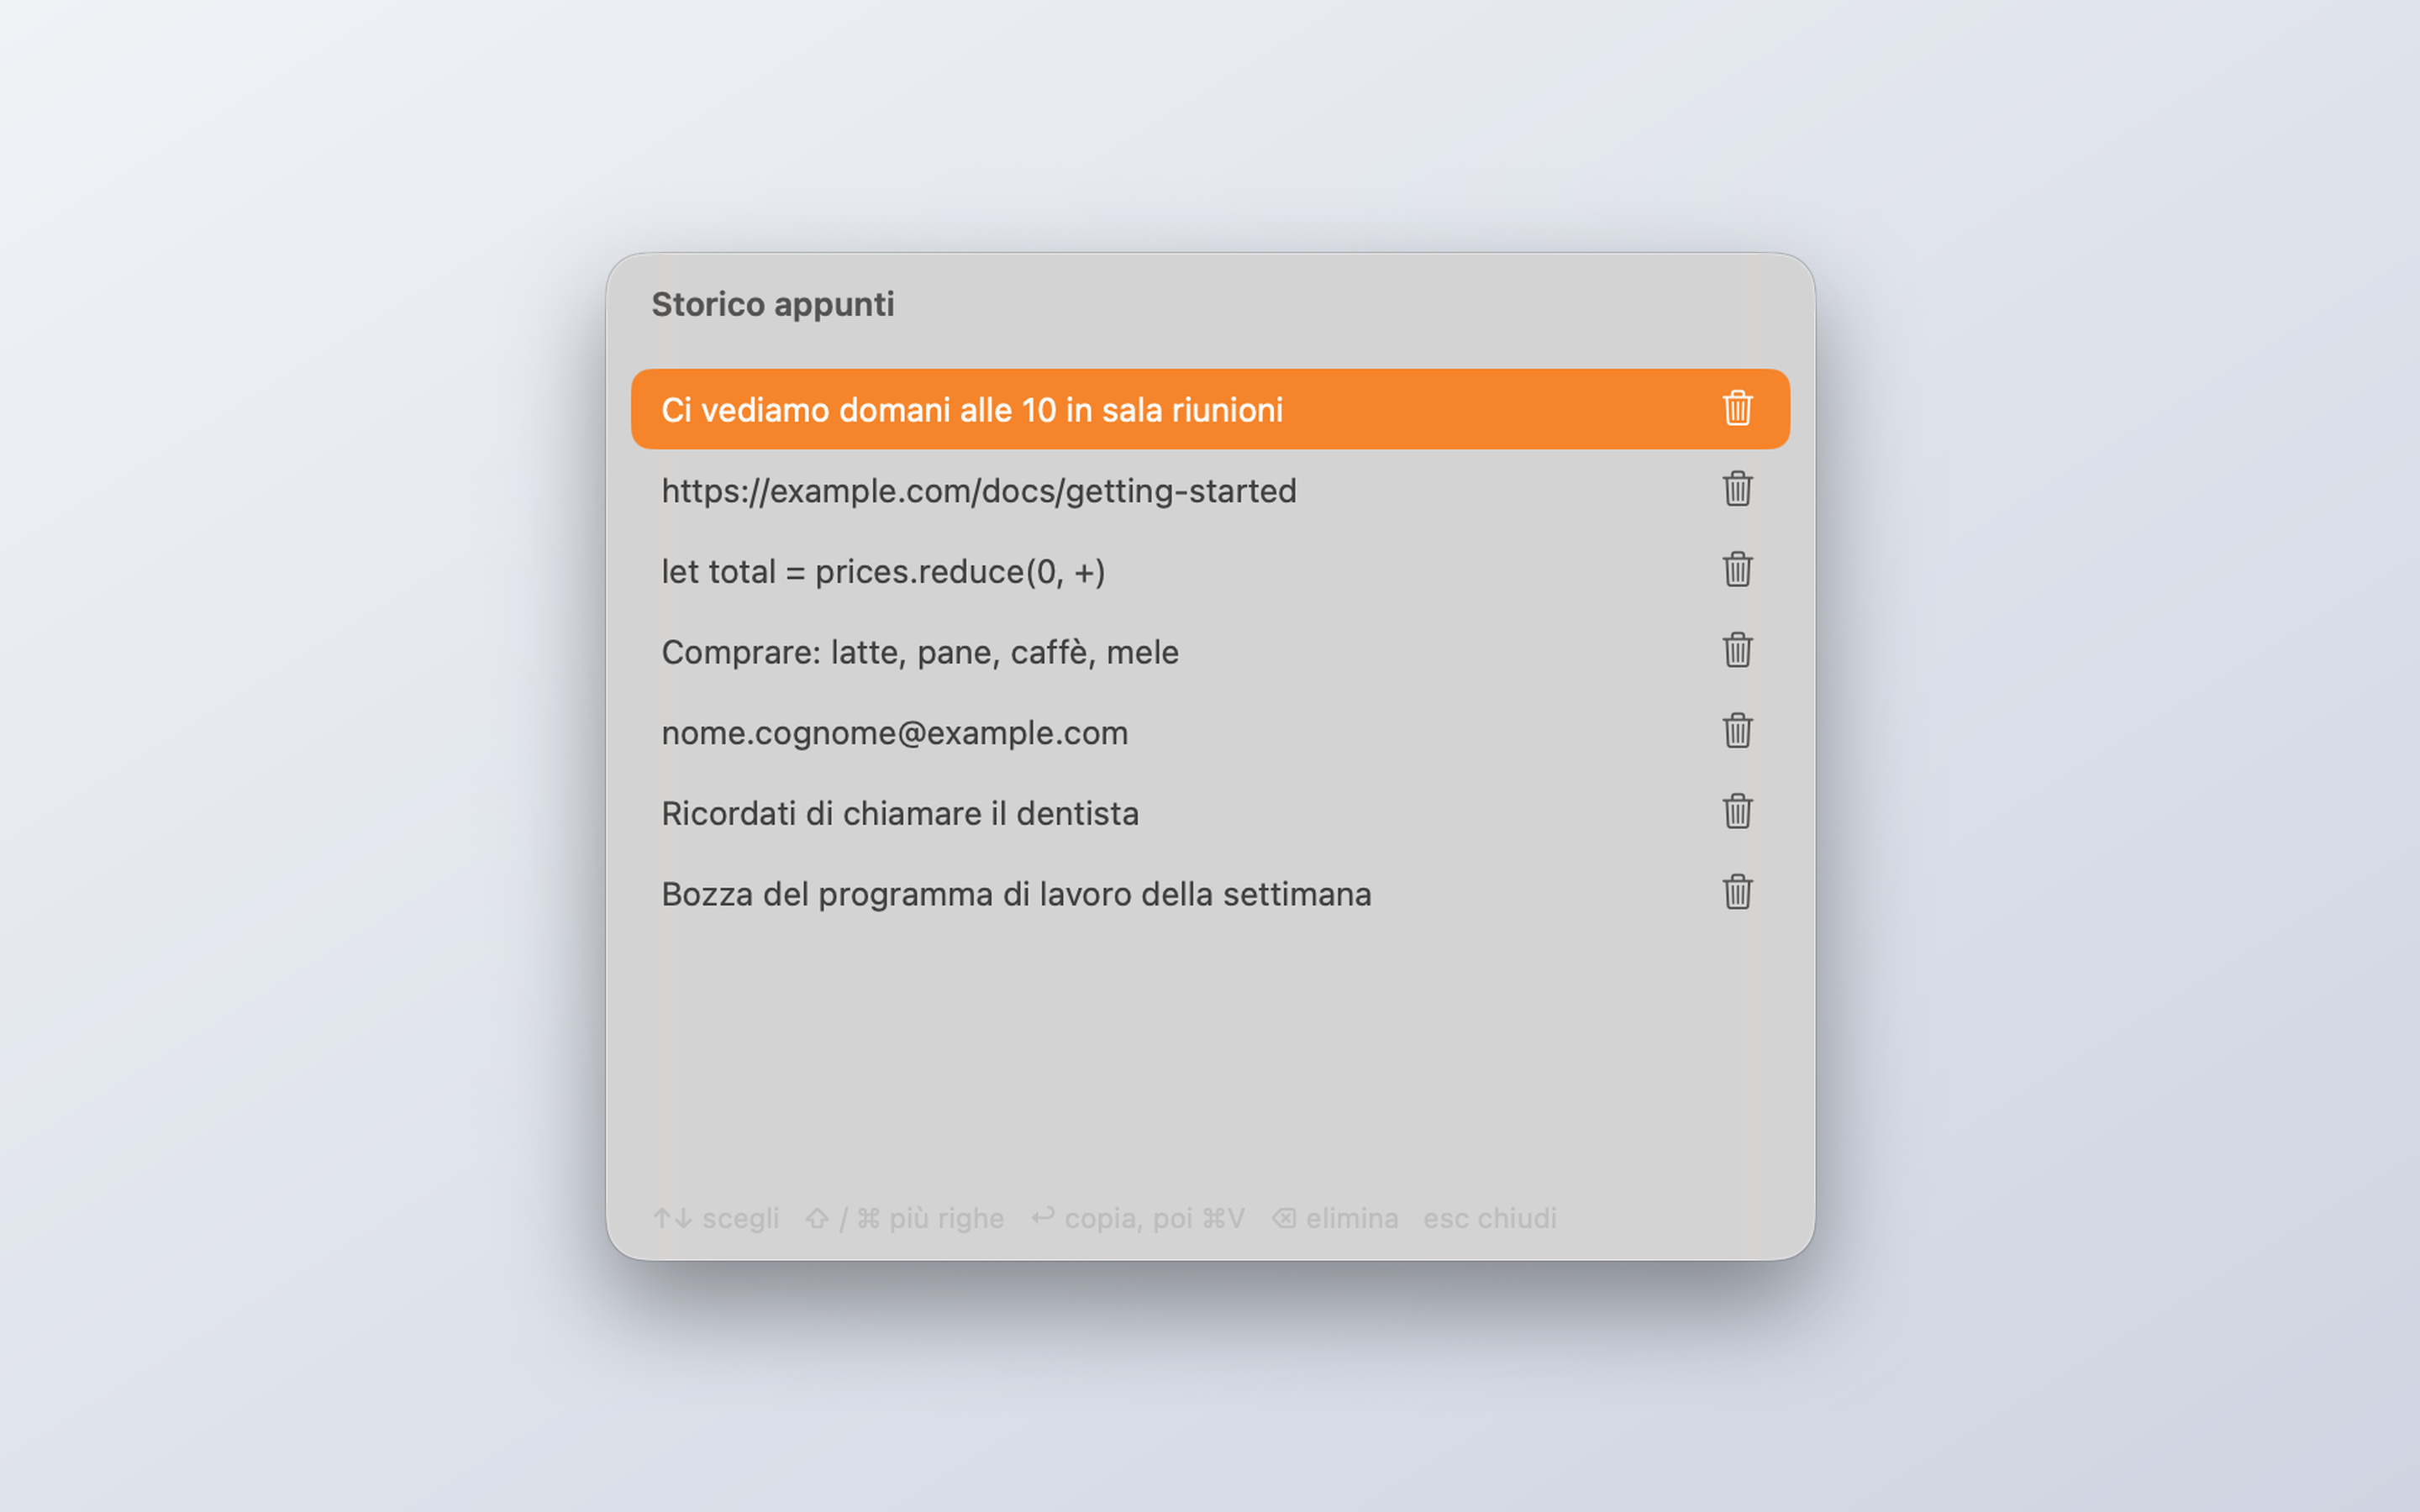 Storico appunti
Ci vediamo domani alle 10 in sala riunioni
https://example.com/docs/getting-started
let total = prices.reduce(0, +)
Comprare: latte, pane, caffè, mele
nome.cognome@example.com
Ricordati di chiamare il dentista
Bozza del programma di lavoro della settimana
↑↓ scegli ⇧ / ⌘ più righe ↩ copia, poi ⌘V ⌫ elimina esc chiudi